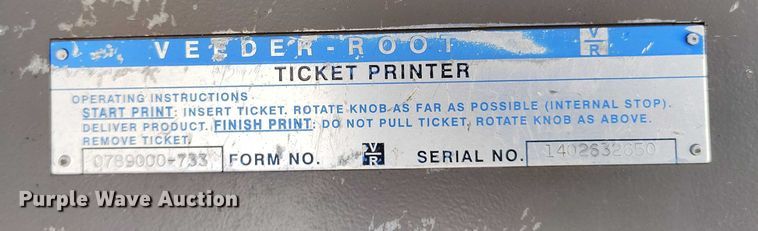 VEEDER-ROOT
V/R
TICKET PRINTER
OPERATING INSTRUCTIONS
START PRINT: INSERT TICKET. ROTATE KNOB AS FAR AS POSSIBLE (INTERNAL STOP).
DELIVER PRODUCT. FINISH PRINT: DO NOT PULL TICKET. ROTATE KNOB AS ABOVE.
REMOVE TICKET.
0789000-733 FORM NO. V/R SERIAL NO. 1402632650
Purple Wave Auction